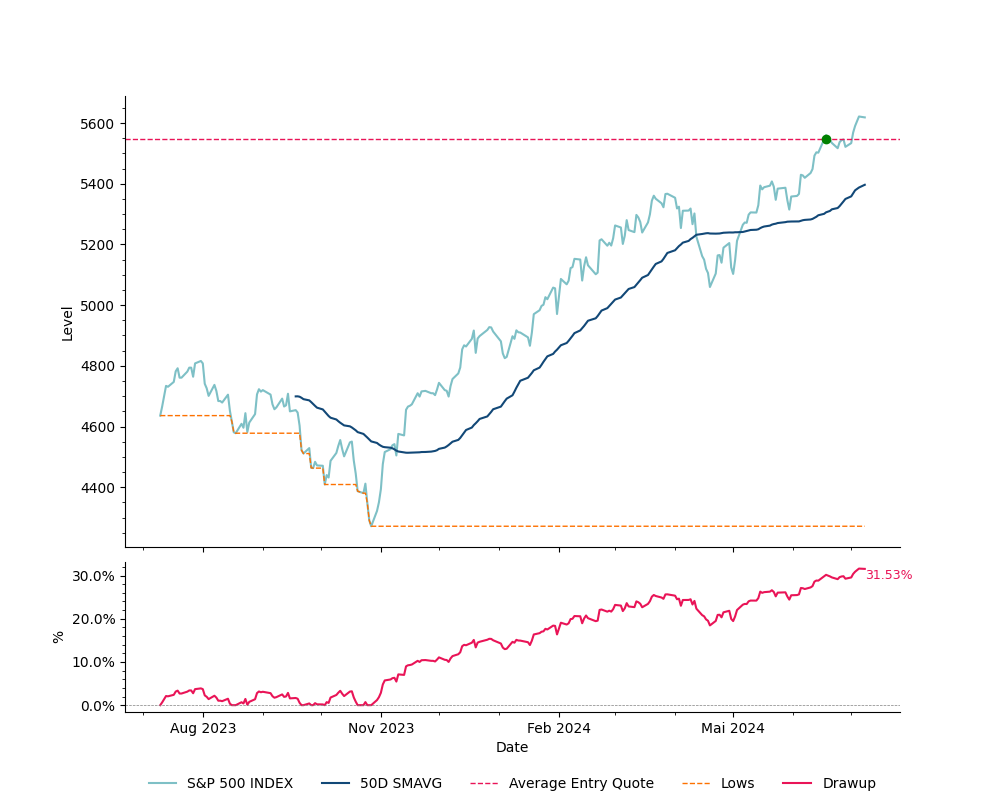 5600
5400
5200
5000
4800
4600
4400
Level
30.0%
20.0%
10.0%
0.0%
%
31.53%
Aug 2023
Nov 2023
Feb 2024
Mai 2024
Date
S&P 500 INDEX
50D SMAVG
Average Entry Quote
Lows
Drawup